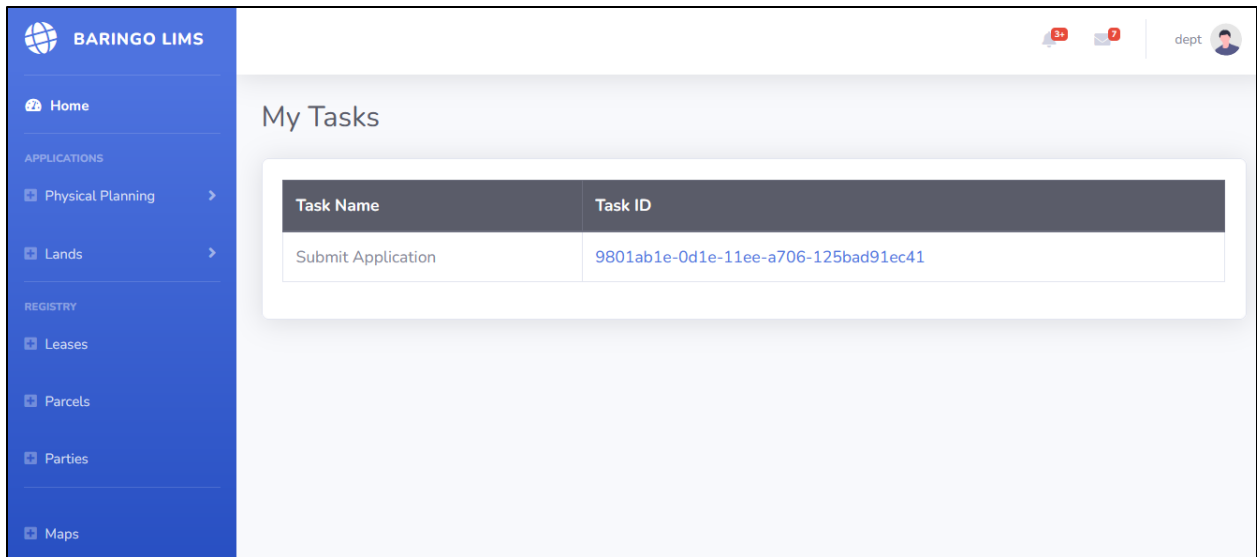 BARINGO LIMS
3+
7
dept
Home
My Tasks
APPLICATIONS
Physical Planning
Task Name Task ID
Lands
Submit Application 9801ab1e-0d1e-11ee-a706-125bad91ec41
REGISTRY
Leases
Parcels
Parties
Maps